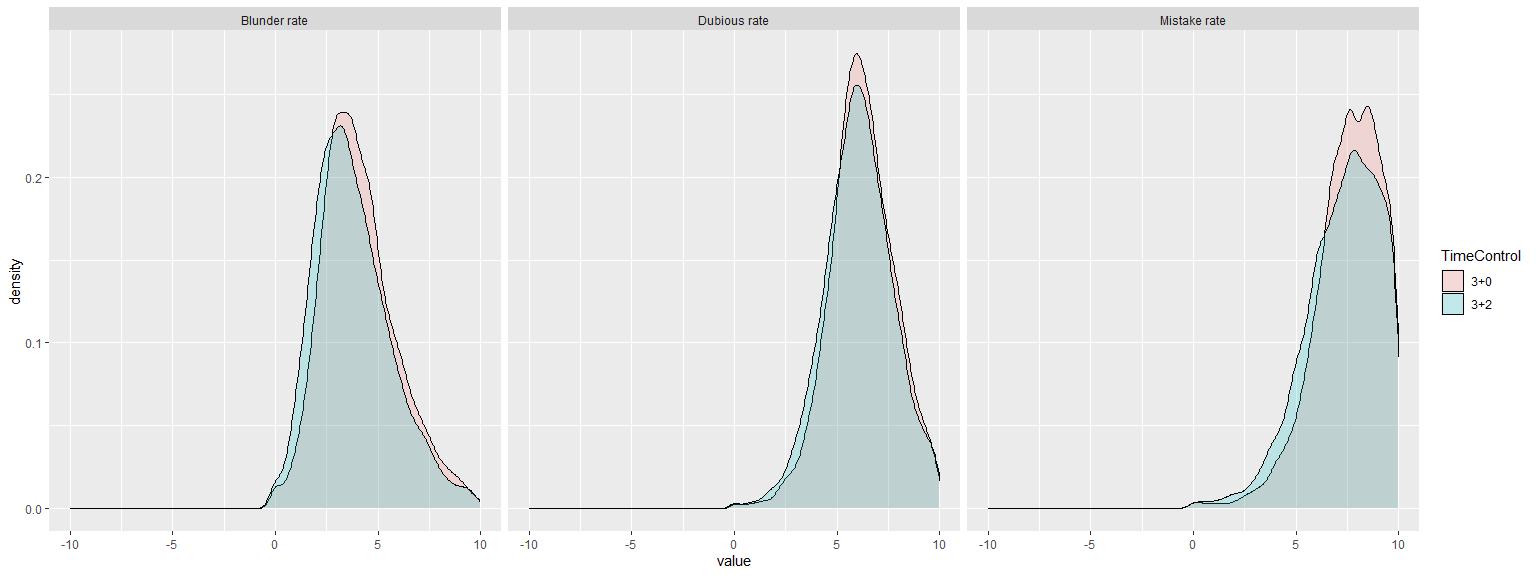 Blunder rate
Dubious rate
Mistake rate
density
0.2
0.1
0.0
-10 -5 0 5 10
-10 -5 0 5 10
-10 -5 0 5 10
value
TimeControl
3+0
3+2